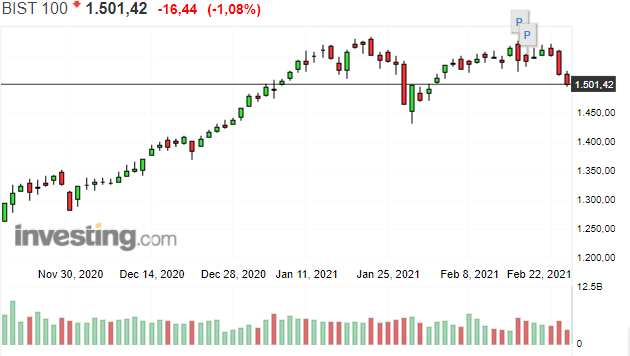 BIST 100 1.501,42 -16,44 (-1,08%)
P
P
1.501,42
1.450,00
1.400,00
1.350,00
1.300,00
1.250,00
1.200,00
investing.com
Nov 30, 2020 Dec 14, 2020 Dec 28, 2020 Jan 11, 2021 Jan 25, 2021 Feb 8, 2021 Feb 22, 2021
12.5B
0